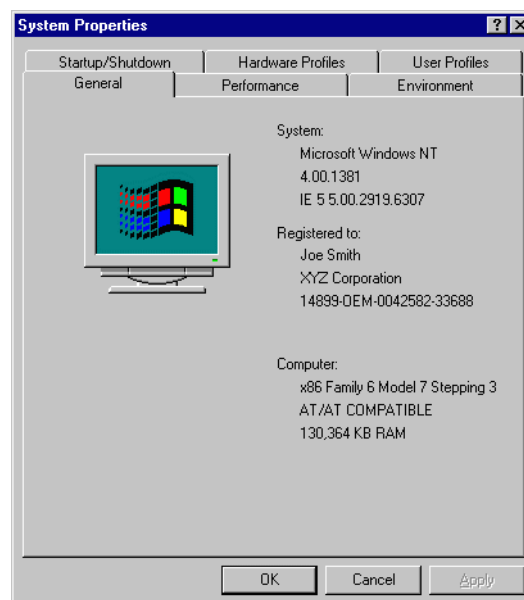 System Properties
Startup/Shutdown Hardware Profiles User Profiles
General Performance Environment
System:
Microsoft Windows NT
4.00.1381
IE 5 5.00.2919.6307
Registered to:
Joe Smith
XYZ Corporation
14899-OEM-0042582-33688
Computer:
x86 Family 6 Model 7 Stepping 3
AT/AT COMPATIBLE
130,364 KB RAM
OK Cancel Apply